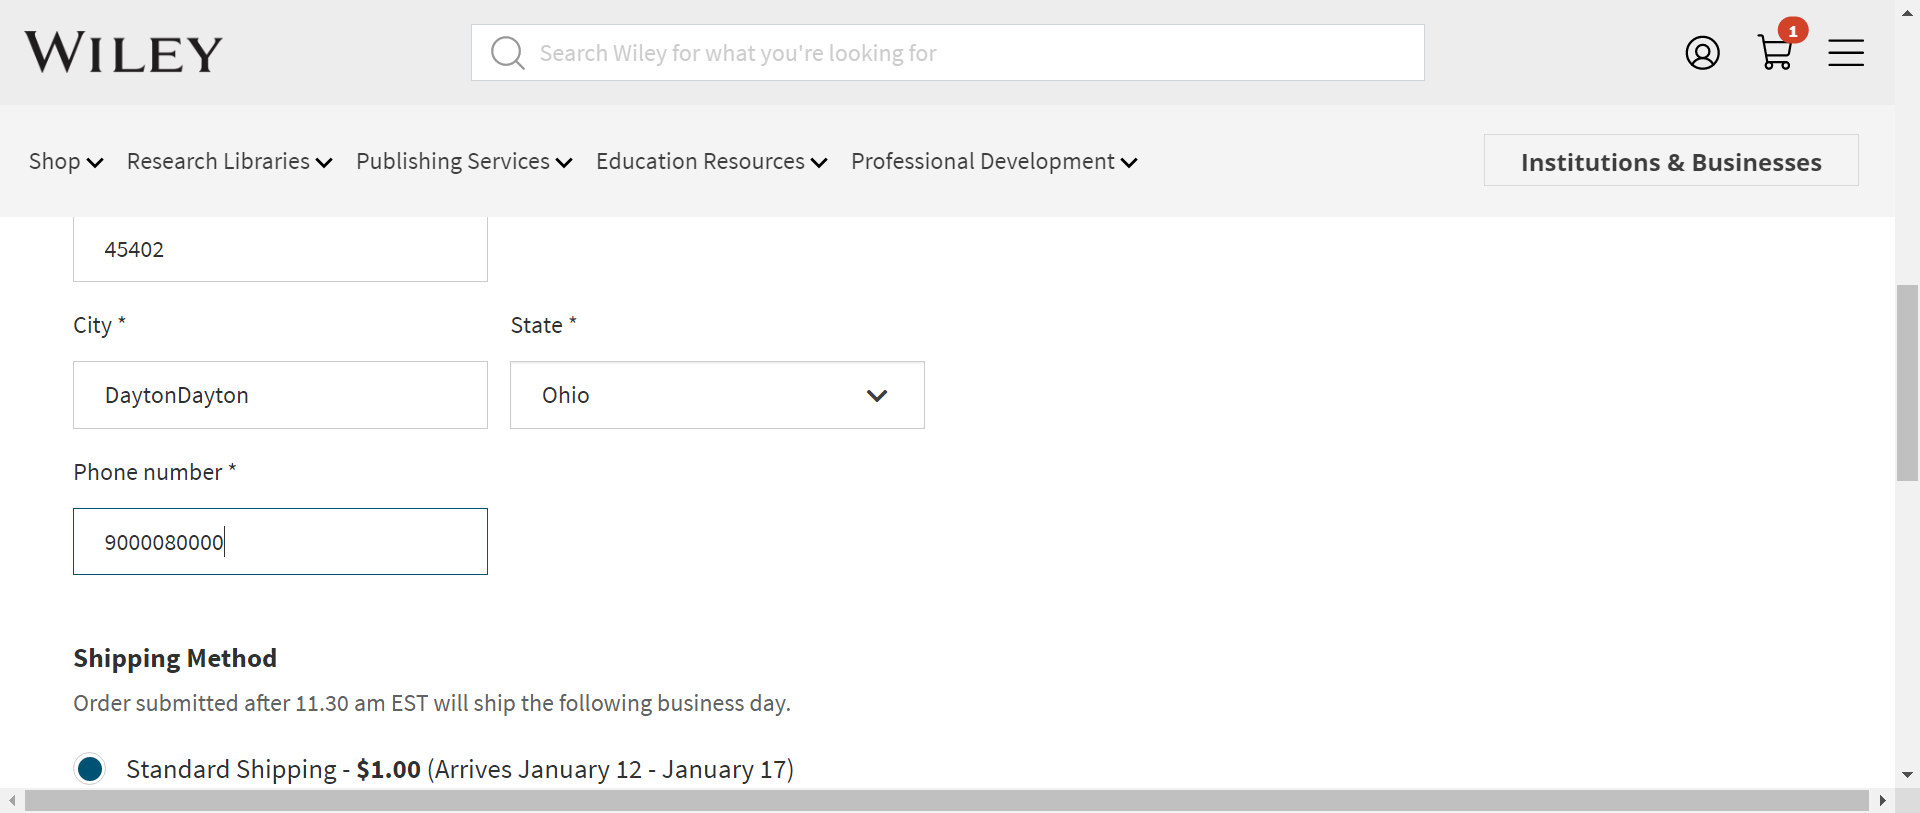 WILEY
Search Wiley for what you're looking for
1
Shop Research Libraries Publishing Services Education Resources Professional Development
Institutions & Businesses
45402
City * State *
DaytonDayton Ohio
Phone number *
9000080000
Shipping Method
Order submitted after 11.30 am EST will ship the following business day.
Standard Shipping - $1.00 (Arrives January 12 - January 17)